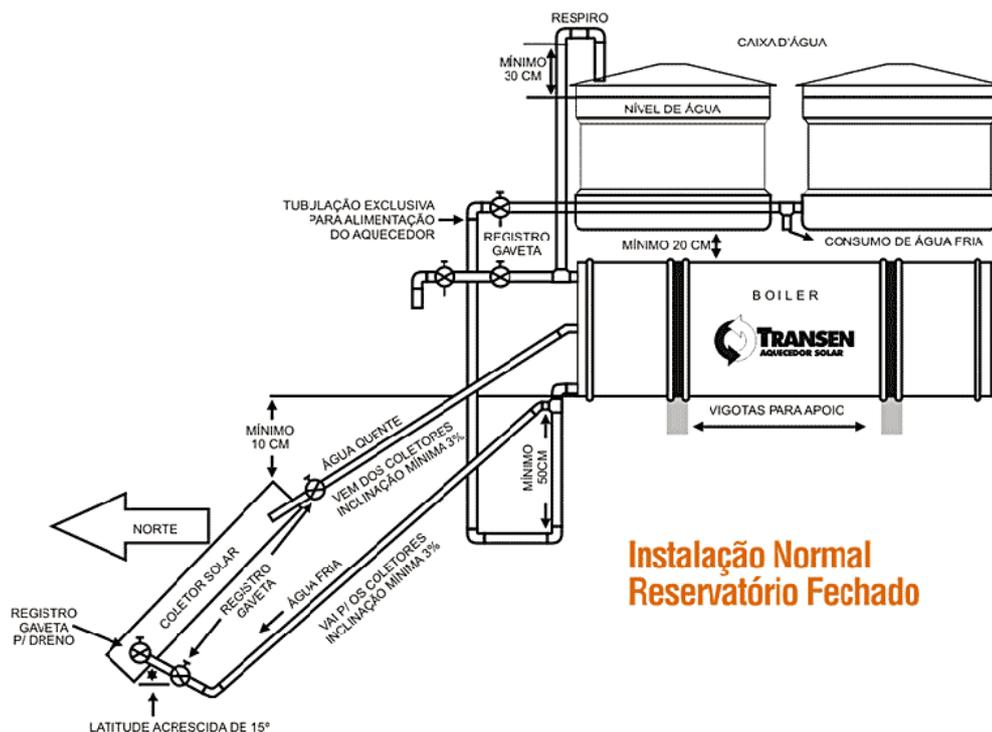 RESPIRO
CAIXA D'ÁGUA
MÍNIMO
30 CM
NÍVEL DE ÁGUA
TUBULAÇÃO EXCLUSIVA
PARA ALIMENTAÇÃO
DO AQUECEDOR
REGISTRO
GAVETA
MÍNIMO 20 CM
CONSUMO DE ÁGUA FRIA
BOILER
TRANSEN
AQUECEDOR SOLAR
VIGOTAS PARA APOIO
MÍNIMO
10 CM
ÁGUA QUENTE
VEM DOS COLETORES
INCLINAÇÃO MÍNIMA 3%
MÍNIMO
50CM
NORTE
COLETOR SOLAR
REGISTRO
GAVETA
ÁGUA FRIA
VAI P/ OS COLETORES
INCLINAÇÃO MÍNIMA 3%
Instalação Normal
Reservatório Fechado
REGISTRO
GAVETA
P/ DRENO
LATITUDE ACRESCIDA DE 15º